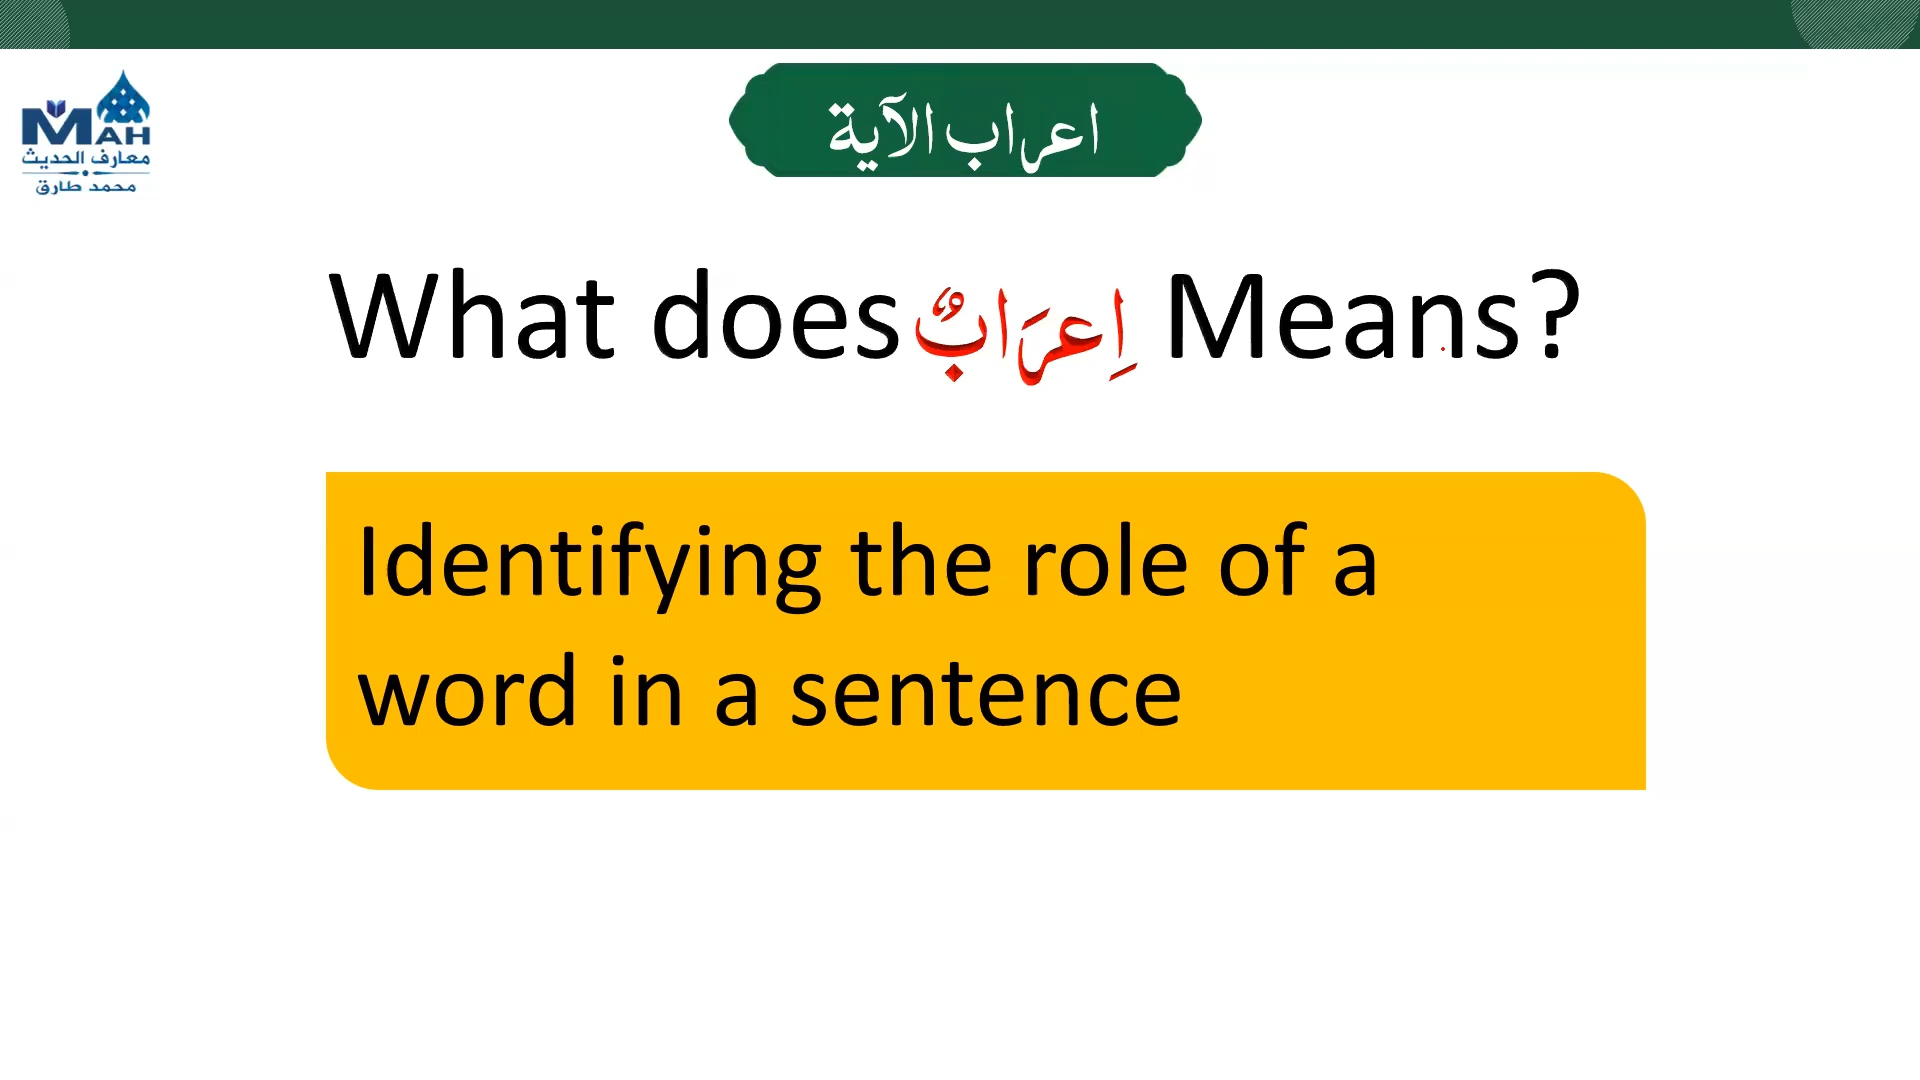 MAH
معارف الحديث
محمد طارق
اعراب الآية
What does اِعرَابٌ Means?
Identifying the role of a
word in a sentence